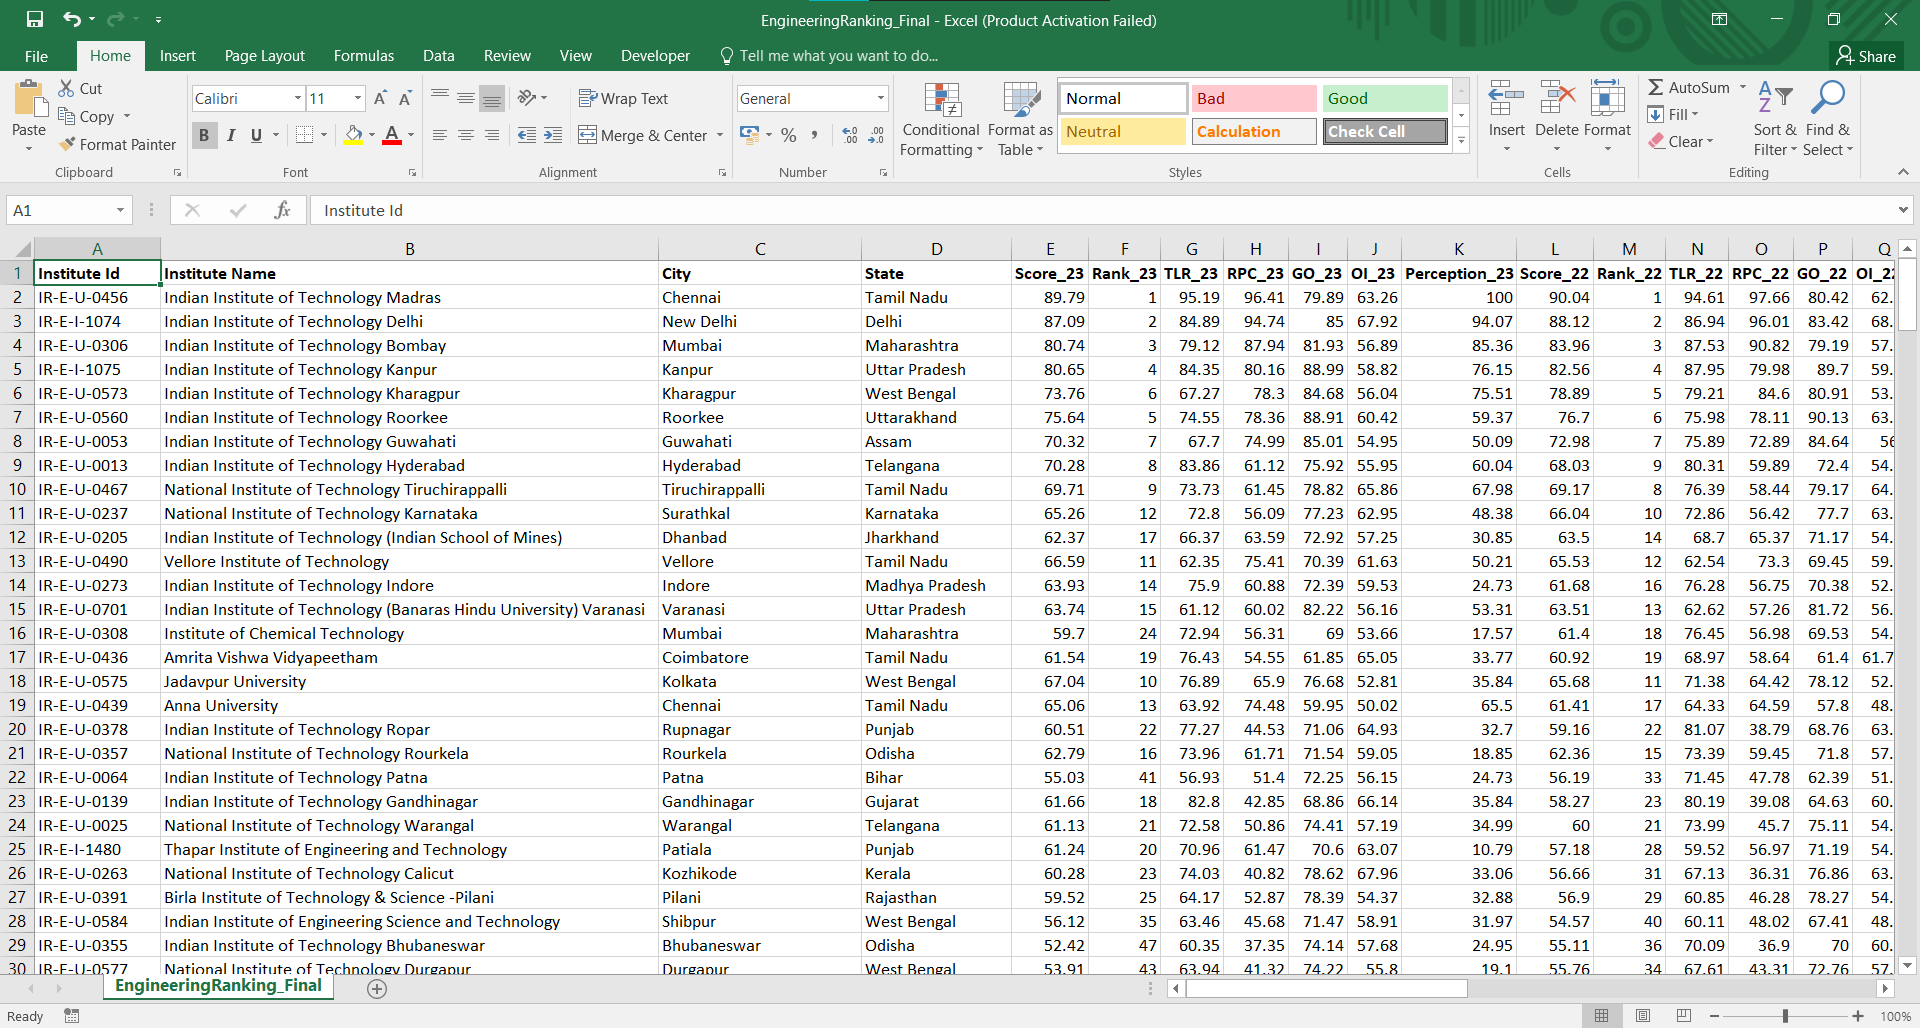 EngineeringRanking_Final - Excel (Product Activation Failed)
File Home Insert Page Layout Formulas Data Review View Developer Tell me what you want to do... Share
Cut
Copy
Format Painter
Paste
Clipboard
Calibri 11
B I U A
Font
Wrap Text
Merge & Center
Alignment
General
% ,
Number
Conditional Formatting
Format as Table
Normal Bad Good
Neutral Calculation Check Cell
Styles
Insert Delete Format
Cells
AutoSum
Fill
Clear
Sort & Filter
Find & Select
Editing
A1 fx Institute Id
A B C D E F G H I J K L M N O P Q
1 Institute Id Institute Name City State Score_23 Rank_23 TLR_23 RPC_23 GO_23 OI_23 Perception_23 Score_22 Rank_22 TLR_22 RPC_22 GO_22 OI_22
2 IR-E-U-0456 Indian Institute of Technology Madras Chennai Tamil Nadu 89.79 1 95.19 96.41 79.89 63.26 100 90.04 1 94.61 97.66 80.42 62.
3 IR-E-I-1074 Indian Institute of Technology Delhi New Delhi Delhi 87.09 2 84.89 94.74 85 67.92 94.07 88.12 2 86.94 96.01 83.42 68.
4 IR-E-U-0306 Indian Institute of Technology Bombay Mumbai Maharashtra 80.74 3 79.12 87.94 81.93 56.89 85.36 83.96 3 87.53 90.82 79.19 57.
5 IR-E-I-1075 Indian Institute of Technology Kanpur Kanpur Uttar Pradesh 80.65 4 84.35 80.16 88.99 58.82 76.15 82.56 4 87.95 79.98 89.7 59.
6 IR-E-U-0573 Indian Institute of Technology Kharagpur Kharagpur West Bengal 73.76 6 67.27 78.3 84.68 56.04 75.51 78.89 5 79.21 84.6 80.91 53.
7 IR-E-U-0560 Indian Institute of Technology Roorkee Roorkee Uttarakhand 75.64 5 74.55 78.36 88.91 60.42 59.37 76.7 6 75.98 78.11 90.13 63.
8 IR-E-U-0053 Indian Institute of Technology Guwahati Guwahati Assam 70.32 7 67.7 74.99 85.01 54.95 50.09 72.98 7 75.89 72.89 84.64 56
9 IR-E-U-0013 Indian Institute of Technology Hyderabad Hyderabad Telangana 70.28 8 83.86 61.12 75.92 55.95 60.04 68.03 9 80.31 59.89 72.4 54.
10 IR-E-U-0467 National Institute of Technology Tiruchirappalli Tiruchirappalli Tamil Nadu 69.71 9 73.73 61.45 78.82 65.86 67.98 69.17 8 76.39 58.44 79.17 64.
11 IR-E-U-0237 National Institute of Technology Karnataka Surathkal Karnataka 65.26 12 72.8 56.09 77.23 62.95 48.38 66.04 10 72.86 56.42 77.7 63.
12 IR-E-U-0205 Indian Institute of Technology (Indian School of Mines) Dhanbad Jharkhand 62.37 17 66.37 63.59 72.92 57.25 30.85 63.5 14 68.7 65.37 71.17 54.
13 IR-E-U-0490 Vellore Institute of Technology Vellore Tamil Nadu 66.59 11 62.35 75.41 70.39 61.63 50.21 65.53 12 62.54 73.3 69.45 59.
14 IR-E-U-0273 Indian Institute of Technology Indore Indore Madhya Pradesh 63.93 14 75.9 60.88 72.39 59.53 24.73 61.68 16 76.28 56.75 70.38 52.
15 IR-E-U-0701 Indian Institute of Technology (Banaras Hindu University) Varanasi Varanasi Uttar Pradesh 63.74 15 61.12 60.02 82.22 56.16 53.31 63.51 13 62.62 57.26 81.72 56.
16 IR-E-U-0308 Institute of Chemical Technology Mumbai Maharashtra 59.7 24 72.94 56.31 69 53.66 17.57 61.4 18 76.45 56.98 69.53 54.
17 IR-E-U-0436 Amrita Vishwa Vidyapeetham Coimbatore Tamil Nadu 61.54 19 76.43 54.55 61.85 65.05 33.77 60.92 19 68.97 58.64 61.4 61.7
18 IR-E-U-0575 Jadavpur University Kolkata West Bengal 67.04 10 76.89 65.9 76.68 52.81 35.84 65.68 11 71.38 64.42 78.12 52.
19 IR-E-U-0439 Anna University Chennai Tamil Nadu 65.06 13 63.92 74.48 59.95 50.02 65.5 61.41 17 64.33 64.59 57.8 48.
20 IR-E-U-0378 Indian Institute of Technology Ropar Rupnagar Punjab 60.51 22 77.27 44.53 71.06 64.93 32.7 59.16 22 81.07 38.79 68.76 63.
21 IR-E-U-0357 National Institute of Technology Rourkela Rourkela Odisha 62.79 16 73.96 61.71 71.54 59.05 18.85 62.36 15 73.39 59.45 71.8 57.
22 IR-E-U-0064 Indian Institute of Technology Patna Patna Bihar 55.03 41 56.93 51.4 72.25 56.15 24.73 56.19 33 71.45 47.78 62.39 51.
23 IR-E-U-0139 Indian Institute of Technology Gandhinagar Gandhinagar Gujarat 61.66 18 82.8 42.85 68.86 66.14 35.84 58.27 23 80.19 39.08 64.63 60.
24 IR-E-U-0025 National Institute of Technology Warangal Warangal Telangana 61.13 21 72.58 50.86 74.41 57.19 34.99 60 21 73.99 45.7 75.11 54.
25 IR-E-I-1480 Thapar Institute of Engineering and Technology Patiala Punjab 61.24 20 70.96 61.47 70.6 63.07 10.79 57.18 28 59.52 56.97 71.19 54.
26 IR-E-U-0263 National Institute of Technology Calicut Kozhikode Kerala 60.28 23 74.03 40.82 78.62 67.96 33.06 56.66 31 67.13 36.31 76.86 63.
27 IR-E-U-0391 Birla Institute of Technology & Science -Pilani Pilani Rajasthan 59.52 25 64.17 52.87 78.39 54.37 32.88 56.9 29 60.85 46.28 78.27 54.
28 IR-E-U-0584 Indian Institute of Engineering Science and Technology Shibpur West Bengal 56.12 35 63.46 45.68 71.47 58.91 31.97 54.57 40 60.11 48.02 67.41 48.
29 IR-E-U-0355 Indian Institute of Technology Bhubaneswar Bhubaneswar Odisha 52.42 47 60.35 37.35 74.14 57.68 24.95 55.11 36 70.09 36.9 70 60.
30 IR-E-U-0577 National Institute of Technology Durgapur Durgapur West Bengal 53.91 43 63.94 41.32 74.22 55.8 19.1 55.76 34 67.61 43.31 72.76 57.
EngineeringRanking_Final
Ready 100%